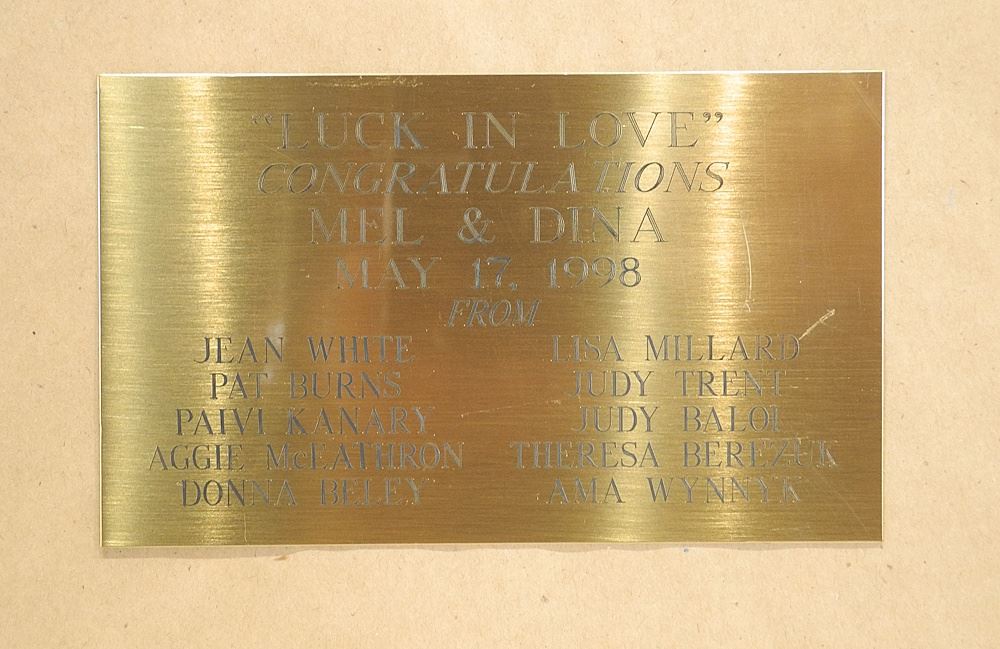 “LUCK IN LOVE”
CONGRATULATIONS
MEL & DINA
MAY 17, 1998
FROM
JEAN WHITE LISA MILLARD
PAT BURNS JUDY TRENT
PAIVI KANARY JUDY BALOI
AGGIE McEATHRON THERESA BEREZUK
DONNA BELEY AMA WYNNYK